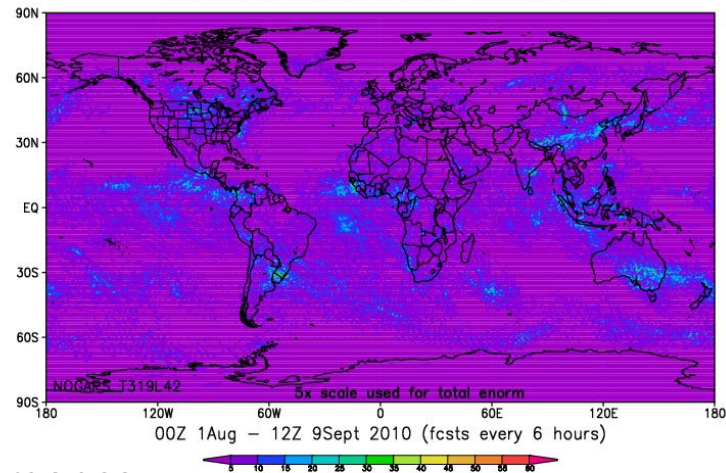 90N
60N
30N
EQ
30S
60S
90S
NOGAPS T319L42
5x scale used for total enorm
180 120W 60W 0 60E 120E 180
00Z 1Aug – 12Z 9Sept 2010 (fcsts every 6 hours)
5 10 15 20 25 30 35 40 45 50 55 60